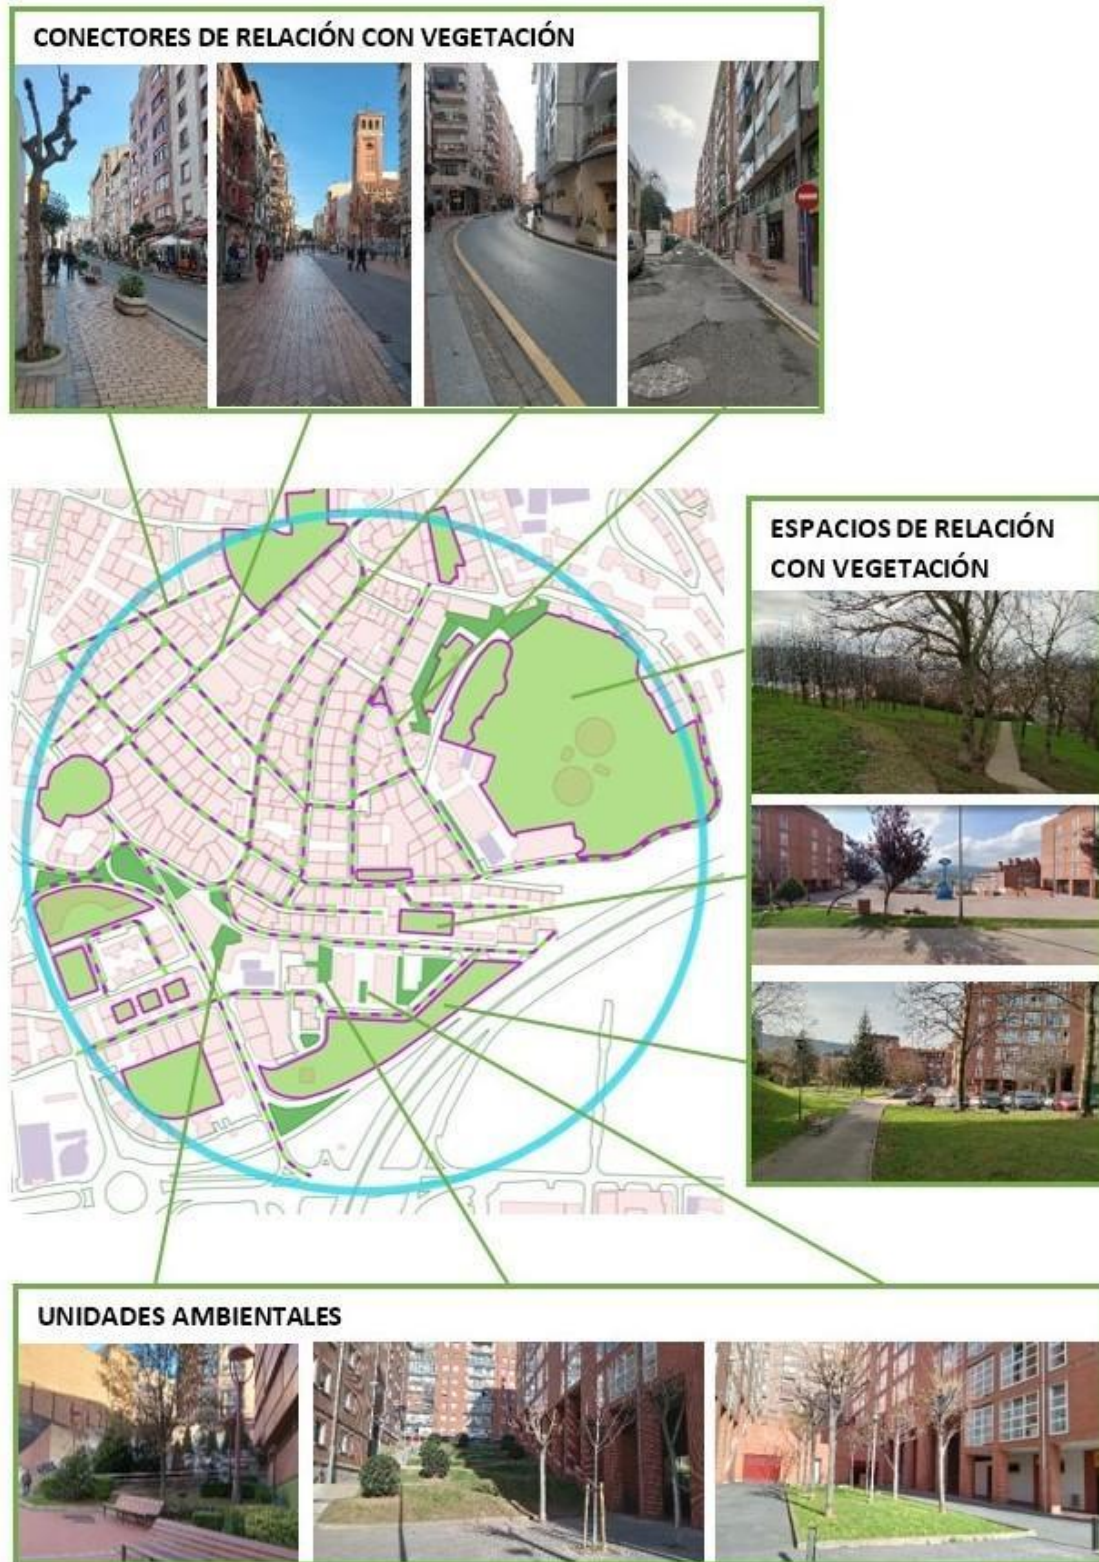 CONECTORES DE RELACIÓN CON VEGETACIÓN
ESPACIOS DE RELACIÓN
CON VEGETACIÓN
UNIDADES AMBIENTALES